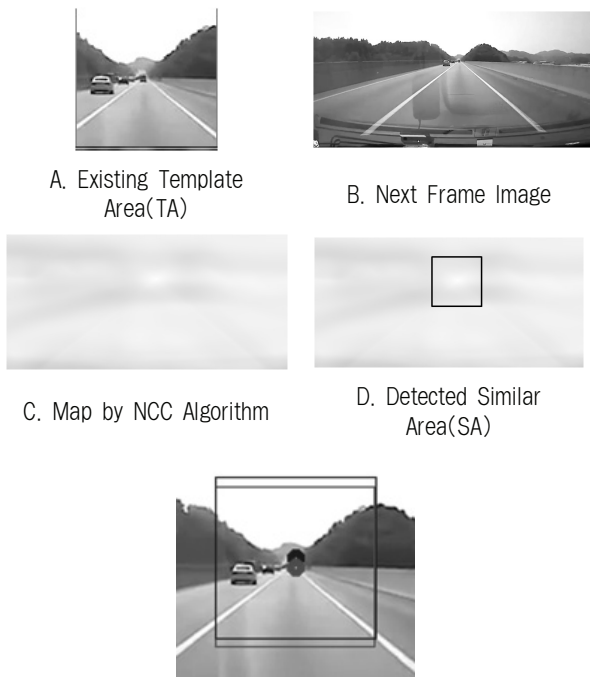 A. Existing Template
Area(TA)
B. Next Frame Image
C. Map by NCC Algorithm
D. Detected Similar
Area(SA)